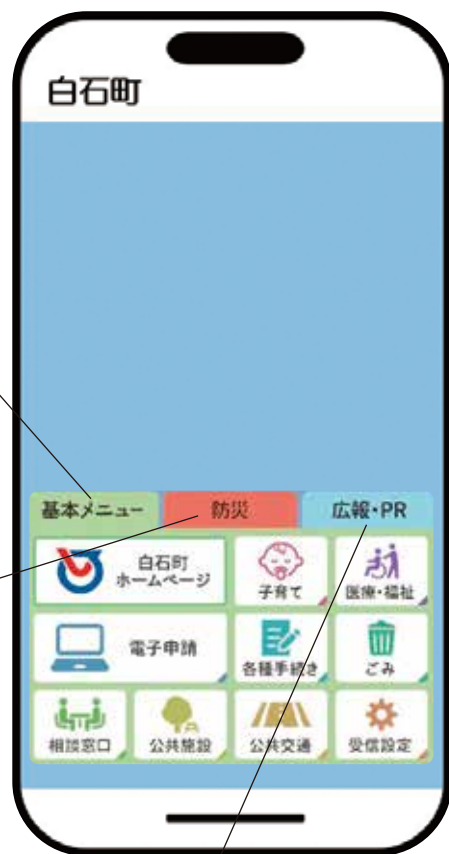 白石町
基本メニュー
防災
広報・PR
白石町
ホームページ
子育て
医療・福祉
電子申請
各種手続き
ごみ
相談窓口
公共施設
公共交通
受信設定